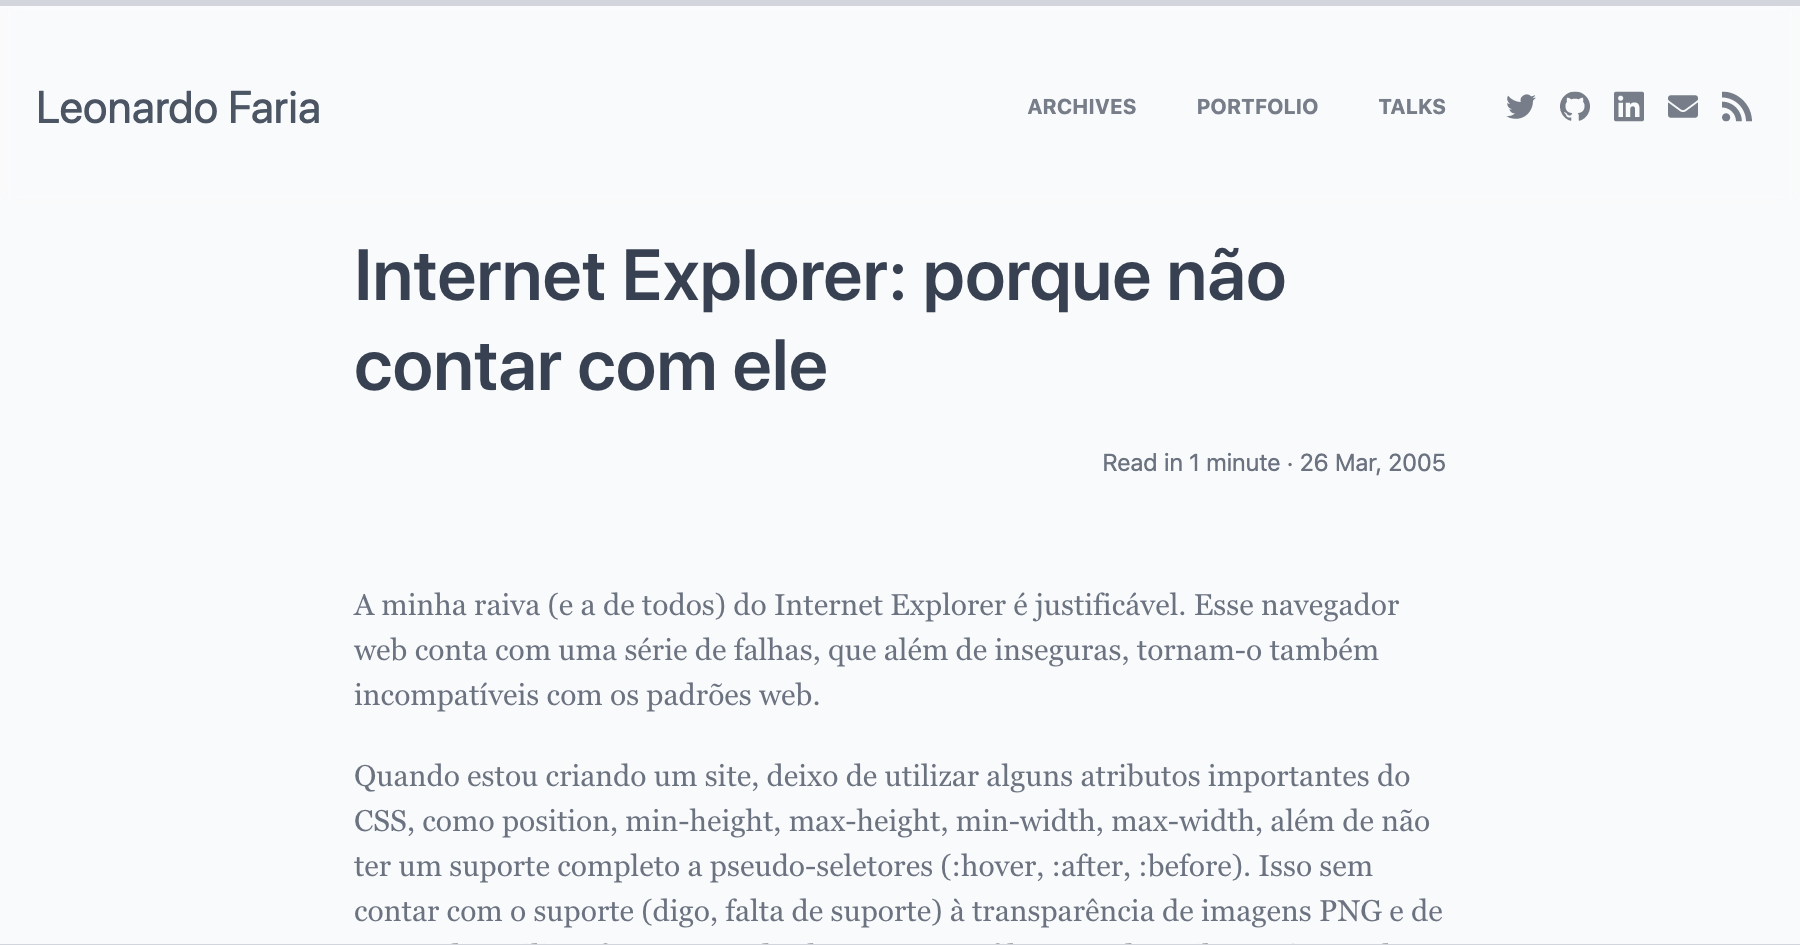 Leonardo Faria
ARCHIVES PORTFOLIO TALKS
Internet Explorer: porque não
contar com ele
Read in 1 minute · 26 Mar, 2005
A minha raiva (e a de todos) do Internet Explorer é justificável. Esse navegador
web conta com uma série de falhas, que além de inseguras, tornam-o também
incompatíveis com os padrões web.
Quando estou criando um site, deixo de utilizar alguns atributos importantes do
CSS, como position, min-height, max-height, min-width, max-width, além de não
ter um suporte completo a pseudo-seletores (:hover, :after, :before). Isso sem
contar com o suporte (digo, falta de suporte) à transparência de imagens PNG e de